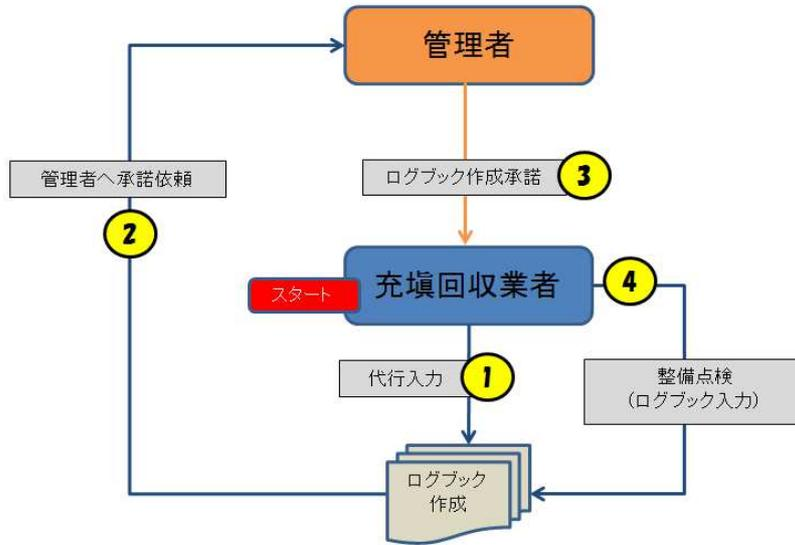 管理者
管理者へ承諾依頼
ログブック作成承諾
3
2
スタート
充塡回収業者
4
代行入力
1
整備点検
（ログブック入力）
ログブック
作成